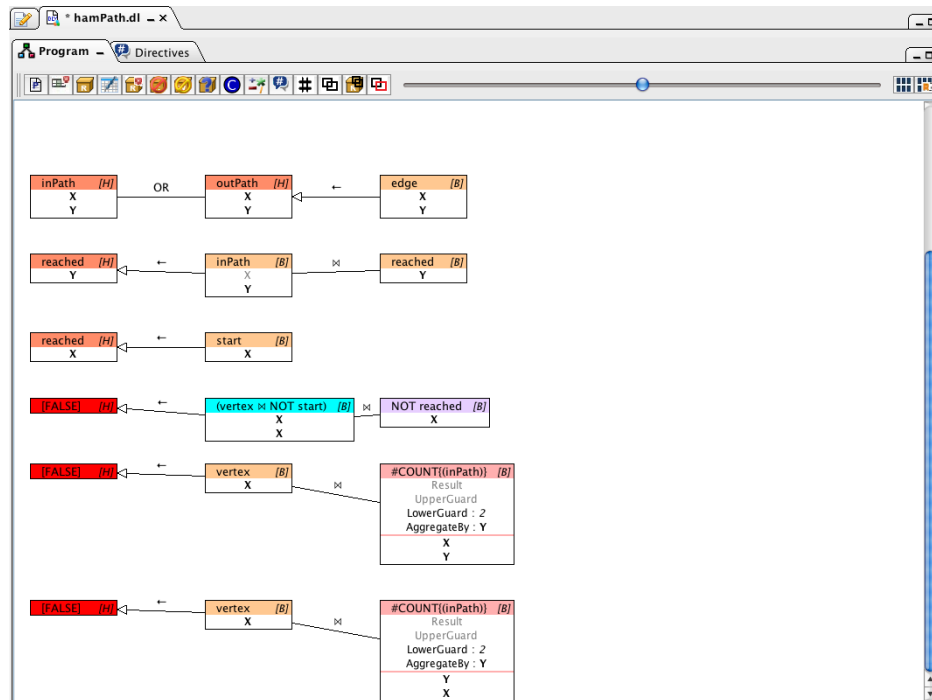 * hamPath.dl
Program
Directives
inPath [H]
X
Y
OR
outPath [H]
X
Y
←
edge [B]
X
Y
reached [H]
Y
←
inPath [B]
X
Y
⋈
reached [B]
Y
reached [H]
X
←
start [B]
X
[FALSE] [H]
←
(vertex ⋈ NOT start) [B]
X
X
⋈
NOT reached [B]
X
[FALSE] [H]
←
vertex [B]
X
⋈
#COUNT{(inPath)} [B]
Result
UpperGuard
LowerGuard : 2
AggregateBy : Y
X
Y
[FALSE] [H]
←
vertex [B]
X
⋈
#COUNT{(inPath)} [B]
Result
UpperGuard
LowerGuard : 2
AggregateBy : Y
Y
X